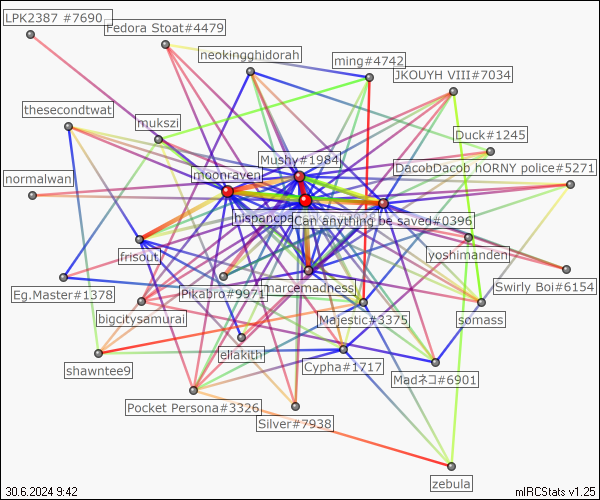 LPK2387 #7690
Fedora Stoat#4479
neokingghidorah
ming#4742
JKOUYH VIII#7034
thesecondtwat
mukszi
Duck#1245
Mushy#1984
DacobDacob hORNY police#5271
moonraven
normalwan
hispancpa
Can anything be saved#0396
frisout
yoshimanden
Eg.Master#1378
Pikabro#9971
marcemadness
Swirly Boi#6154
bigcitysamurai
Majestic#3375
somass
ellakith
shawntee9
Cypha#1717
Madネコ#6901
Pocket Persona#3326
Silver#7938
zebula
30.6.2024 9:42
mIRCStats v1.25